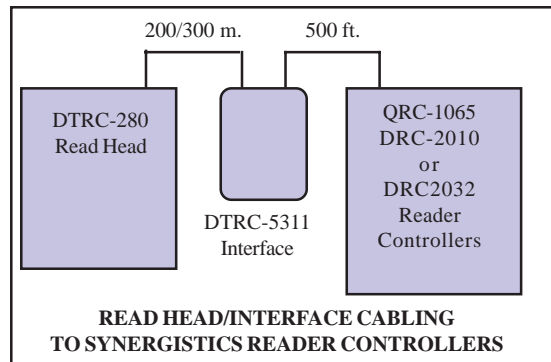 200/300 m.
500 ft.
DTRC-280
Read Head
DTRC-5311
Interface
QRC-1065
DRC-2010
or
DRC2032
Reader
Controllers
READ HEAD/INTERFACE CABLING
TO SYNERGISTICS READER CONTROLLERS